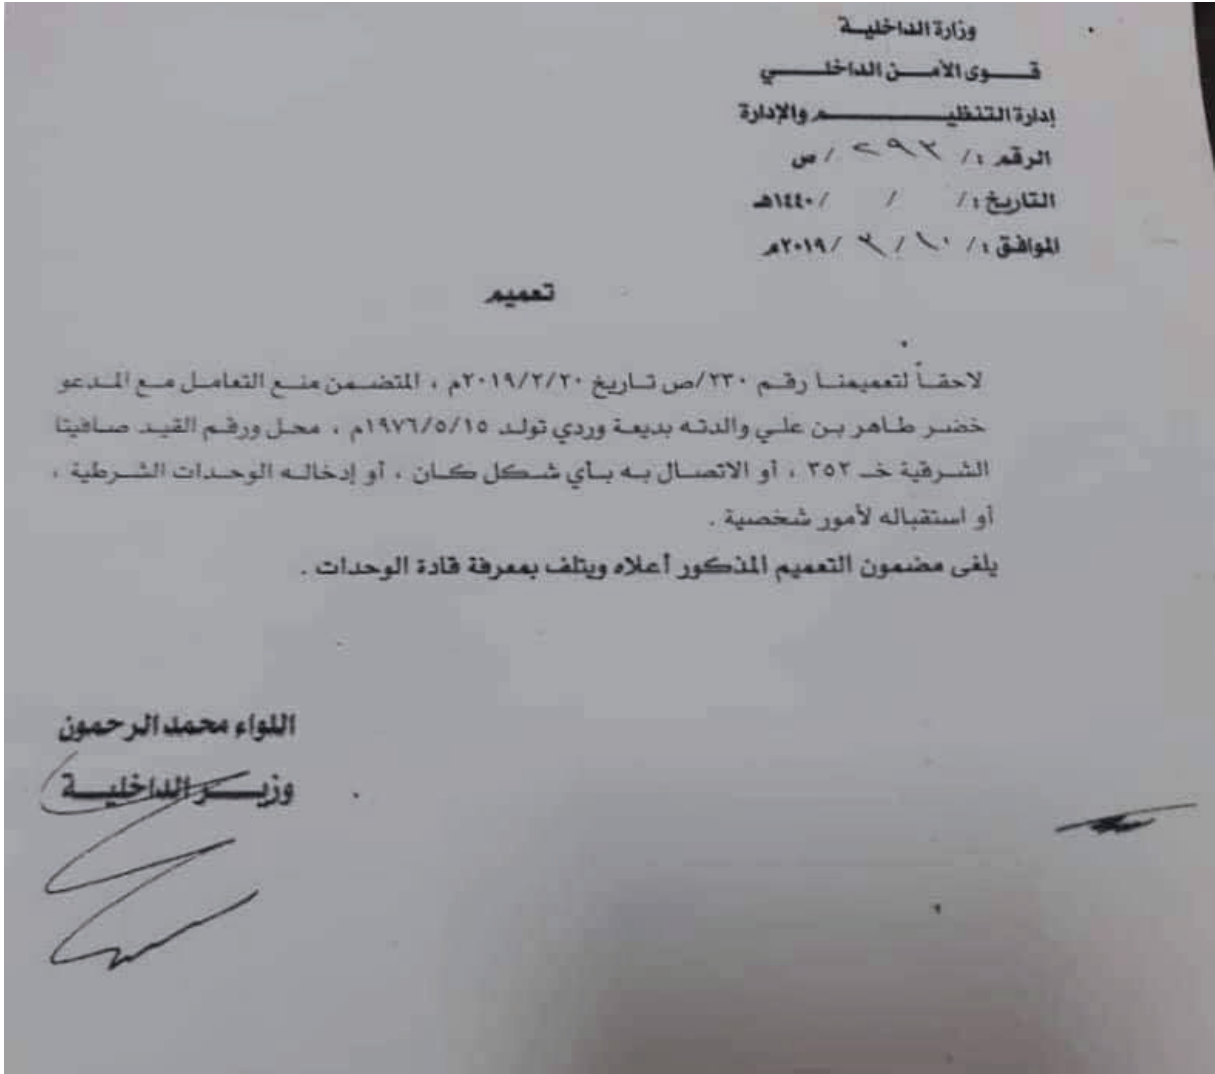 وزارة الداخلية
قوى الأمن الداخلي
إدارة التنظيم والإدارة
الرقم :/ ٢٩٣ / ص
التاريخ :/ / /١٤٤٠هـ
الموافق :/ ١٠ / ٣ /٢٠١٩م
تعميم
لاحقاً لتعميمنا رقم ٢٣٠/ص تاريخ ٢٠١٩/٢/٢٠م ، المتضمن منع التعامل مع المدعو
خضر طاهر بن علي والدته بديعة وردي تولد ١٩٧٦/٥/١٥م ، محل ورقم القيد صافيتا
الشرقية خـ ٣٥٢ ، أو الاتصال به بأي شكل كان ، أو إدخاله الوحدات الشرطية ،
أو استقباله لأمور شخصية .
يلغى مضمون التعميم المذكور أعلاه ويتلف بمعرفة قادة الوحدات .
اللواء محمد الرحمون
وزير الداخلية